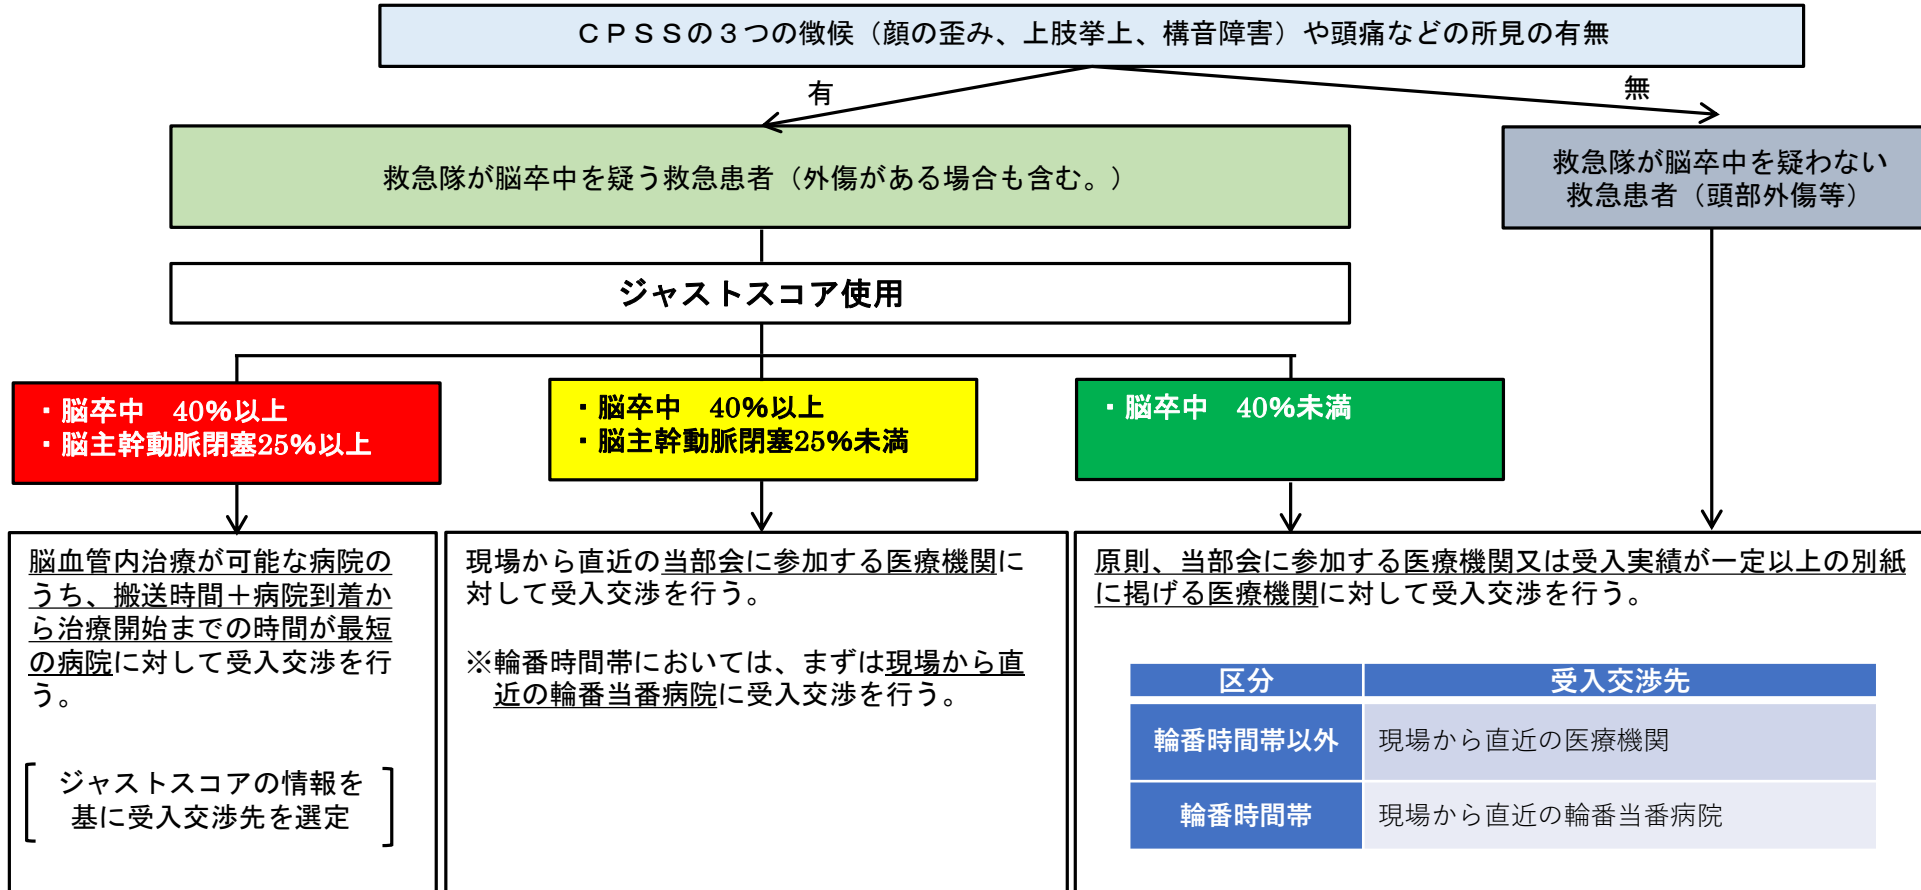 ＣＰＳＳの３つの徴候（顔の歪み、上肢挙上、構音障害）や頭痛などの所見の有無
有
無
救急隊が脳卒中を疑う救急患者（外傷がある場合も含む。）
救急隊が脳卒中を疑わない
救急患者（頭部外傷等）
ジャストスコア使用
・脳卒中　40%以上
・脳主幹動脈閉塞25%以上
・脳卒中　40%以上
・脳主幹動脈閉塞25%未満
・脳卒中　40%未満
脳血管内治療が可能な病院の
うち、搬送時間＋病院到着か
ら治療開始までの時間が最短
の病院に対して受入交渉を行
う。
ジャストスコアの情報を
基に受入交渉先を選定
現場から直近の当部会に参加する医療機関に
対して受入交渉を行う。
※輪番時間帯においては、まずは現場から直
近の輪番当番病院に受入交渉を行う。
原則、当部会に参加する医療機関又は受入実績が一定以上の別紙
に掲げる医療機関に対して受入交渉を行う。
区分　受入交渉先
輪番時間帯以外　現場から直近の医療機関
輪番時間帯　現場から直近の輪番当番病院